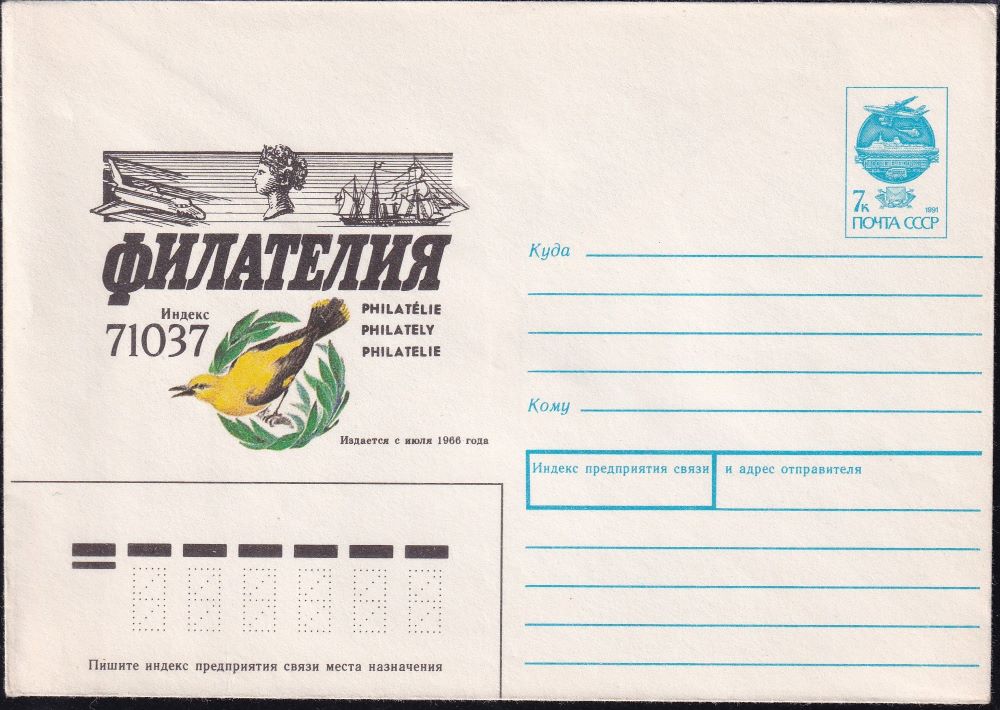 7к
1991
ПОЧТА СССР
ФИЛАТЕЛИЯ
Индекс
71037
PHILATÉLIE
PHILATELY
PHILATELIE
Издается с июля 1966 года
Куда
Кому
Индекс предприятия связи
и адрес отправителя
Пишите индекс предприятия связи места назначения